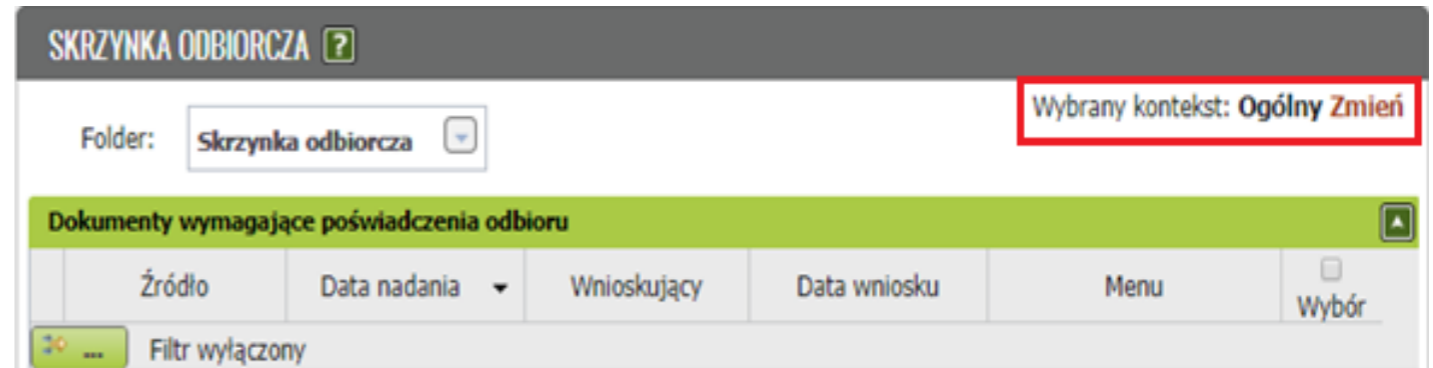 SKRZYNKA ODBIORCZA ?
Wybrany kontekst: Ogólny Zmień
Folder: Skrzynka odbiorcza
Dokumenty wymagające poświadczenia odbioru
Źródło Data nadania Wnioskujący Data wniosku Menu Wybór
... Filtr wyłączony